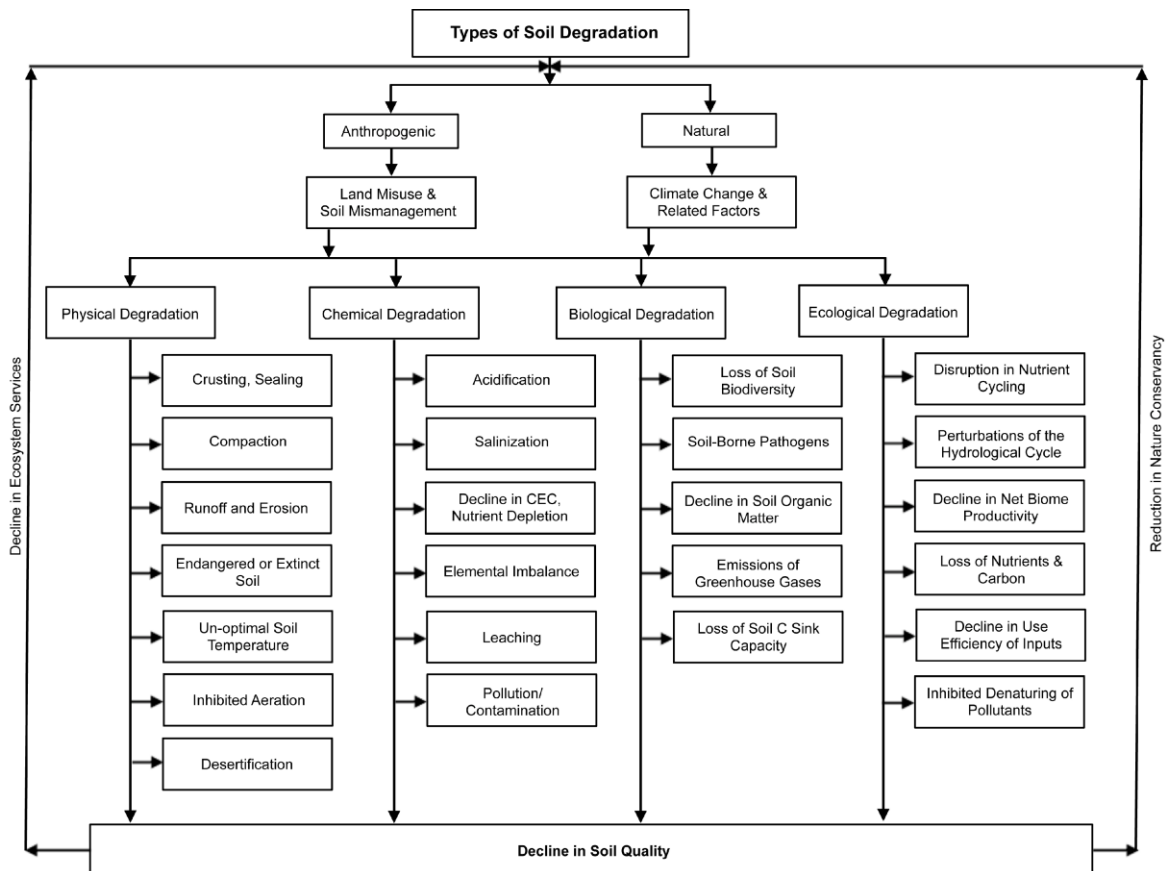 Types of Soil Degradation
Anthropogenic
Natural
Land Misuse &
Soil Mismanagement
Climate Change &
Related Factors
Physical Degradation
Chemical Degradation
Biological Degradation
Ecological Degradation
Crusting, Sealing
Compaction
Runoff and Erosion
Endangered or Extinct
Soil
Un-optimal Soil
Temperature
Inhibited Aeration
Desertification
Acidification
Salinization
Decline in CEC,
Nutrient Depletion
Elemental Imbalance
Leaching
Pollution/
Contamination
Loss of Soil
Biodiversity
Soil-Borne Pathogens
Decline in Soil Organic
Matter
Emissions of
Greenhouse Gases
Loss of Soil C Sink
Capacity
Disruption in Nutrient
Cycling
Perturbations of the
Hydrological Cycle
Decline in Net Biome
Productivity
Loss of Nutrients &
Carbon
Decline in Use
Efficiency of Inputs
Inhibited Denaturing of
Pollutants
Decline in Ecosystem Services
Reduction in Nature Conservancy
Decline in Soil Quality